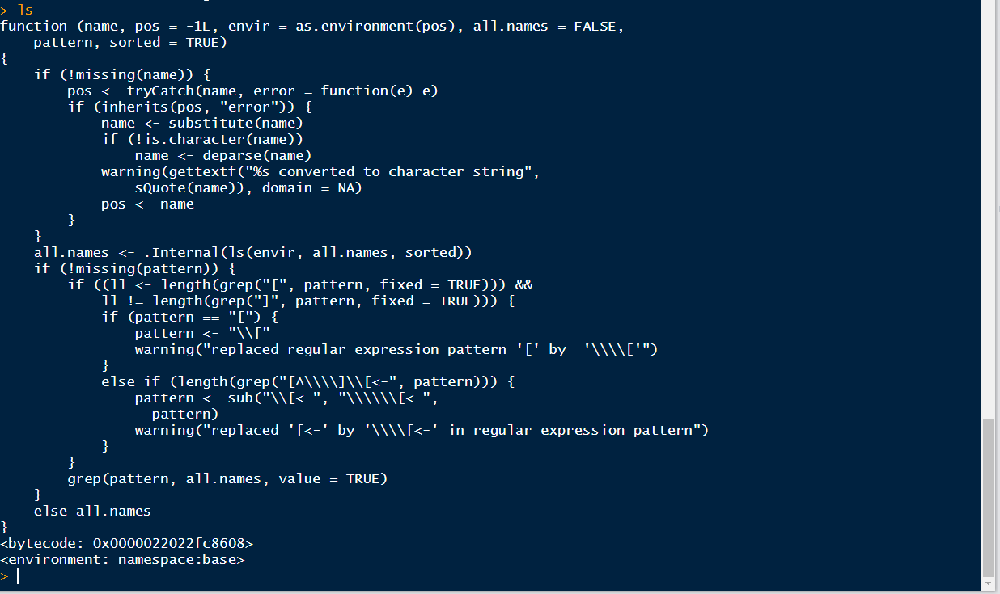 > ls
function (name, pos = -1L, envir = as.environment(pos), all.names = FALSE,
    pattern, sorted = TRUE)
{
    if (!missing(name)) {
        pos <- tryCatch(name, error = function(e) e)
        if (inherits(pos, "error")) {
            name <- substitute(name)
            if (!is.character(name))
                name <- deparse(name)
            warning(gettextf("%s converted to character string",
                sQuote(name)), domain = NA)
            pos <- name
        }
    }
    all.names <- .Internal(ls(envir, all.names, sorted))
    if (!missing(pattern)) {
        if ((ll <- length(grep("[", pattern, fixed = TRUE))) &&
            ll != length(grep("]", pattern, fixed = TRUE))) {
            if (pattern == "[") {
                pattern <- "\\["
                warning("replaced regular expression pattern '[' by  '\\\\['")
            }
            else if (length(grep("[^\\\\]\\[<-", pattern))) {
                pattern <- sub("\\[<-", "\\\\\\[<-",
                  pattern)
                warning("replaced '[<-' by '\\\\[<-' in regular expression pattern")
            }
        }
        grep(pattern, all.names, value = TRUE)
    }
    else all.names
}
<bytecode: 0x0000022022fc8608>
<environment: namespace:base>
>